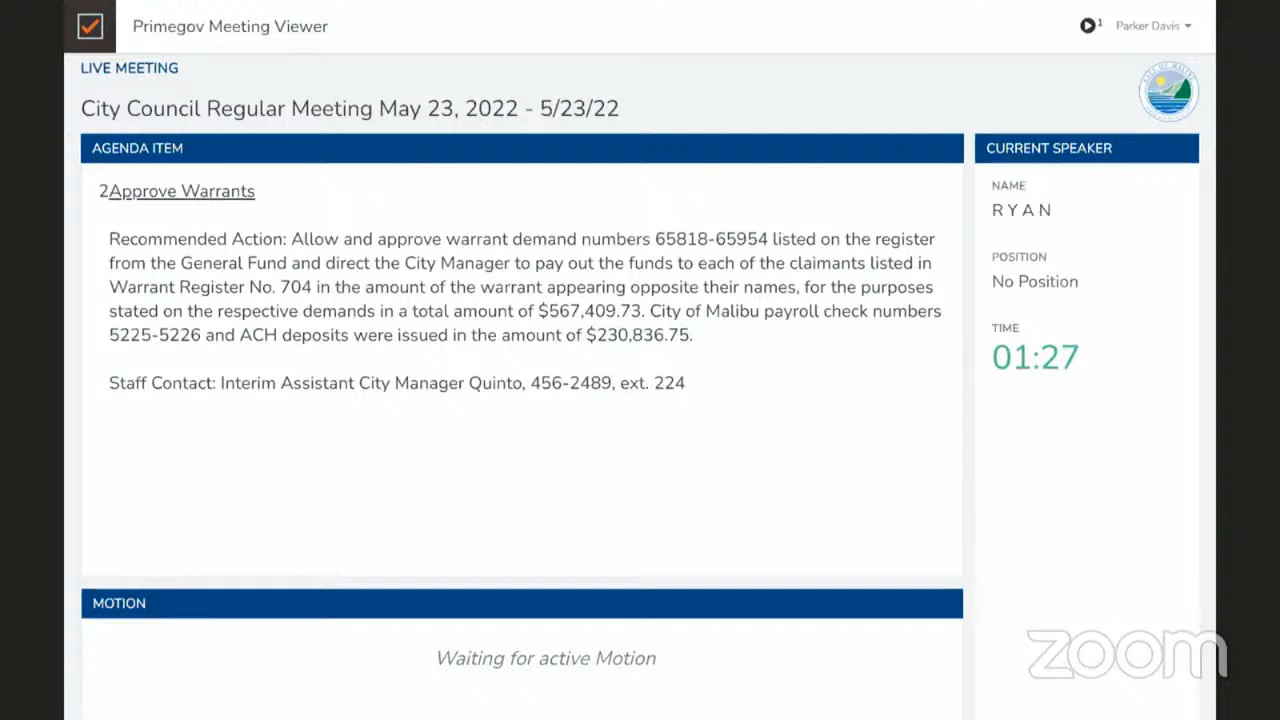 Primegov Meeting Viewer
1
Parker Davis
LIVE MEETING
City Council Regular Meeting May 23, 2022 - 5/23/22
CITY OF MALIBU
AGENDA ITEM
2Approve Warrants
Recommended Action: Allow and approve warrant demand numbers 65818-65954 listed on the register
from the General Fund and direct the City Manager to pay out the funds to each of the claimants listed in
Warrant Register No. 704 in the amount of the warrant appearing opposite their names, for the purposes
stated on the respective demands in a total amount of $567,409.73. City of Malibu payroll check numbers
5225-5226 and ACH deposits were issued in the amount of $230,836.75.
Staff Contact: Interim Assistant City Manager Quinto, 456-2489, ext. 224
CURRENT SPEAKER
NAME
R Y A N
POSITION
No Position
TIME
01:27
MOTION
Waiting for active Motion
zoom